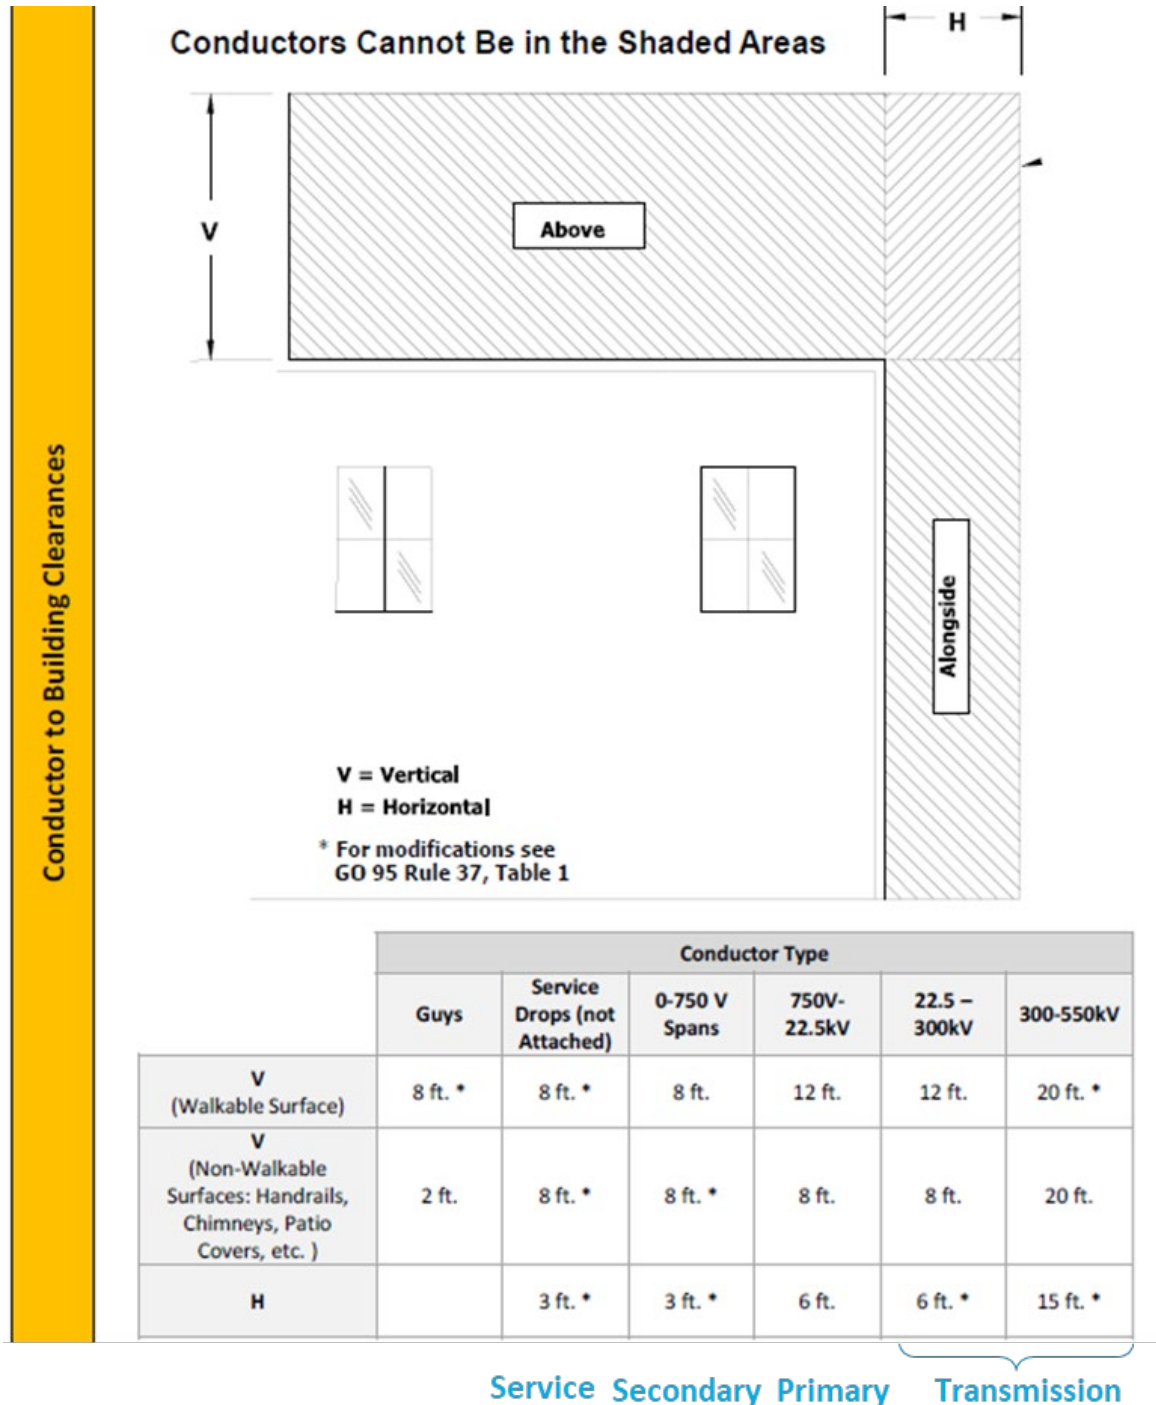 Conductor to Building Clearances
Conductors Cannot Be in the Shaded Areas
H
V
Above
Alongside
V = Vertical
H = Horizontal
* For modifications see
GO 95 Rule 37, Table 1
Conductor Type
Guys
Service
Drops (not
Attached)
0-750 V
Spans
750V-
22.5kV
22.5 –
300kV
300-550kV
V
(Walkable Surface)
8 ft. *
8 ft. *
8 ft.
12 ft.
12 ft.
20 ft. *
V
(Non-Walkable
Surfaces: Handrails,
Chimneys, Patio
Covers, etc. )
2 ft.
8 ft. *
8 ft. *
8 ft.
8 ft.
20 ft.
H
3 ft. *
3 ft. *
6 ft.
6 ft. *
15 ft. *
Service Secondary Primary Transmission